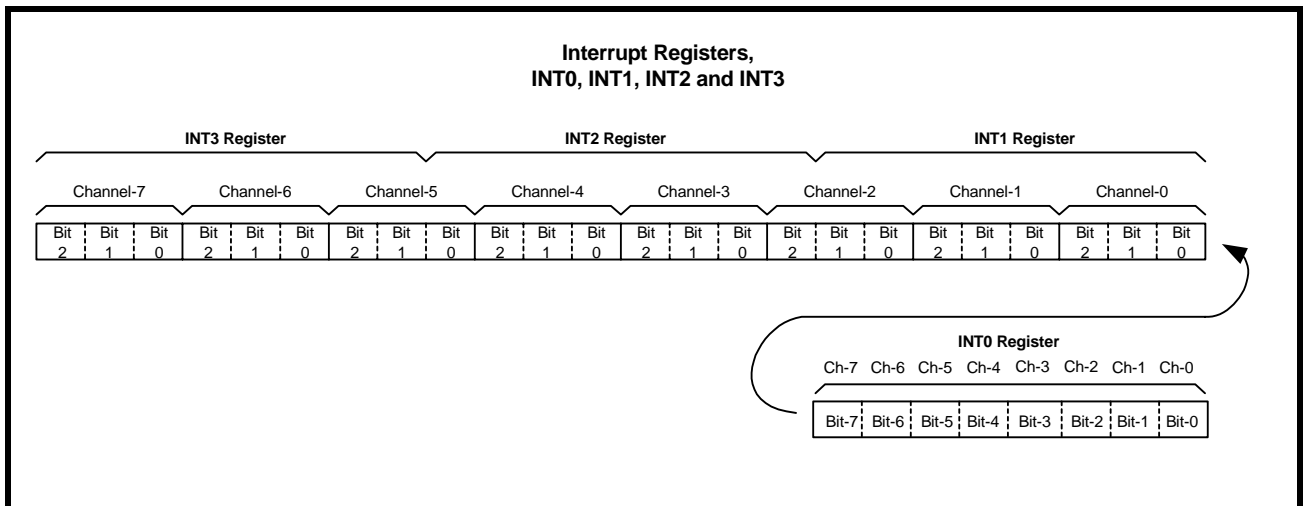 Interrupt Registers,
INT0, INT1, INT2 and INT3
INT3 Register INT2 Register INT1 Register
Channel-7 Channel-6 Channel-5 Channel-4 Channel-3 Channel-2 Channel-1 Channel-0
Bit Bit Bit Bit Bit Bit Bit Bit Bit Bit Bit Bit Bit Bit Bit Bit Bit Bit Bit Bit Bit Bit Bit Bit
2 1 0 2 1 0 2 1 0 2 1 0 2 1 0 2 1 0 2 1 0 2 1 0
INT0 Register
Ch-7 Ch-6 Ch-5 Ch-4 Ch-3 Ch-2 Ch-1 Ch-0
Bit-7 Bit-6 Bit-5 Bit-4 Bit-3 Bit-2 Bit-1 Bit-0